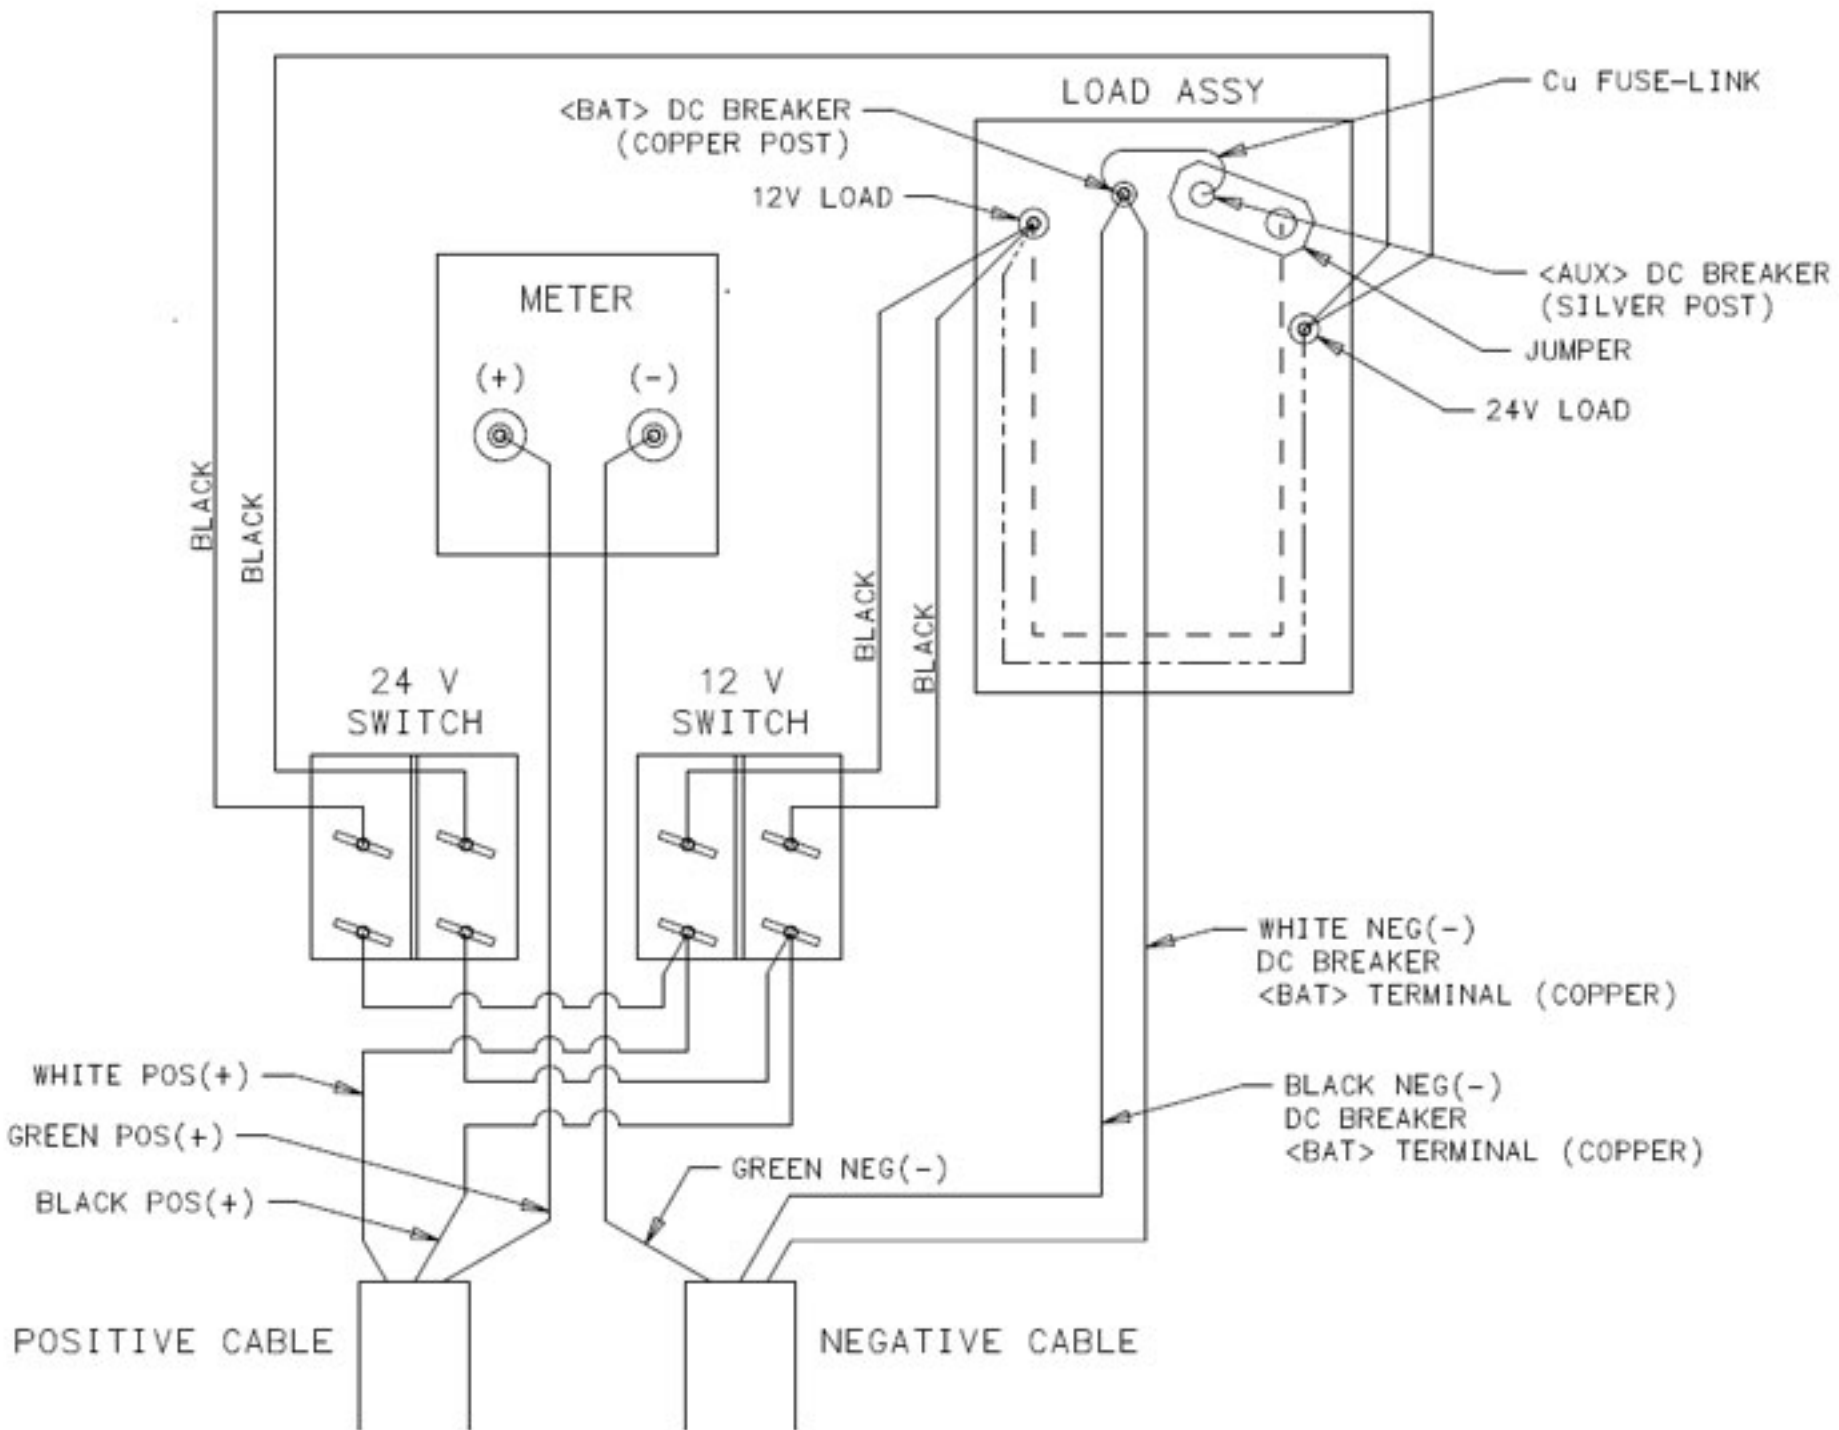 LOAD ASSY
Cu FUSE-LINK
<BAT> DC BREAKER
(COPPER POST)
12V LOAD
METER
(+)
(-)
<AUX> DC BREAKER
(SILVER POST)
JUMPER
24V LOAD
BLACK
BLACK
BLACK
BLACK
24 V
SWITCH
12 V
SWITCH
WHITE NEG(-)
DC BREAKER
<BAT> TERMINAL (COPPER)
WHITE POS(+)
BLACK NEG(-)
DC BREAKER
<BAT> TERMINAL (COPPER)
GREEN POS(+)
GREEN NEG(-)
BLACK POS(+)
POSITIVE CABLE
NEGATIVE CABLE